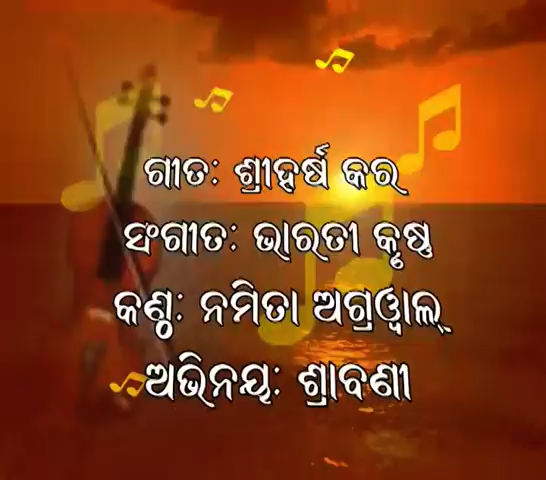 ଗୀତ: ଶ୍ରୀହର୍ଷ କର
ସଂଗୀତ: ଭାରତୀ କୃଷ୍ଣ
କଣ୍ଠ: ନମିତା ଅଗ୍ରୱାଲ୍
ଅଭିନୟ: ଶ୍ରାବଣୀ